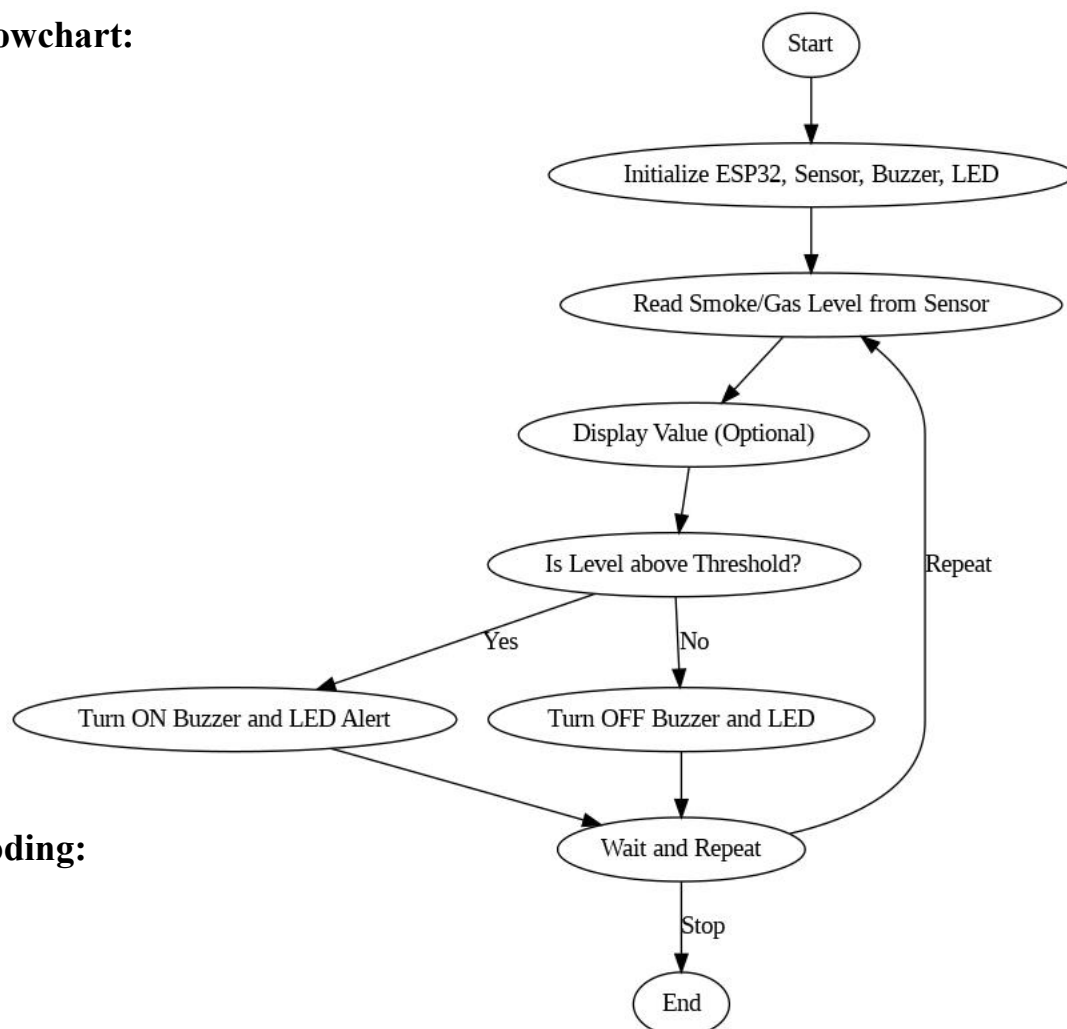 owchart:
Start
Initialize ESP32, Sensor, Buzzer, LED
Read Smoke/Gas Level from Sensor
Display Value (Optional)
Is Level above Threshold?
Repeat
Yes
No
Turn ON Buzzer and LED Alert
Turn OFF Buzzer and LED
oding:
Wait and Repeat
Stop
End